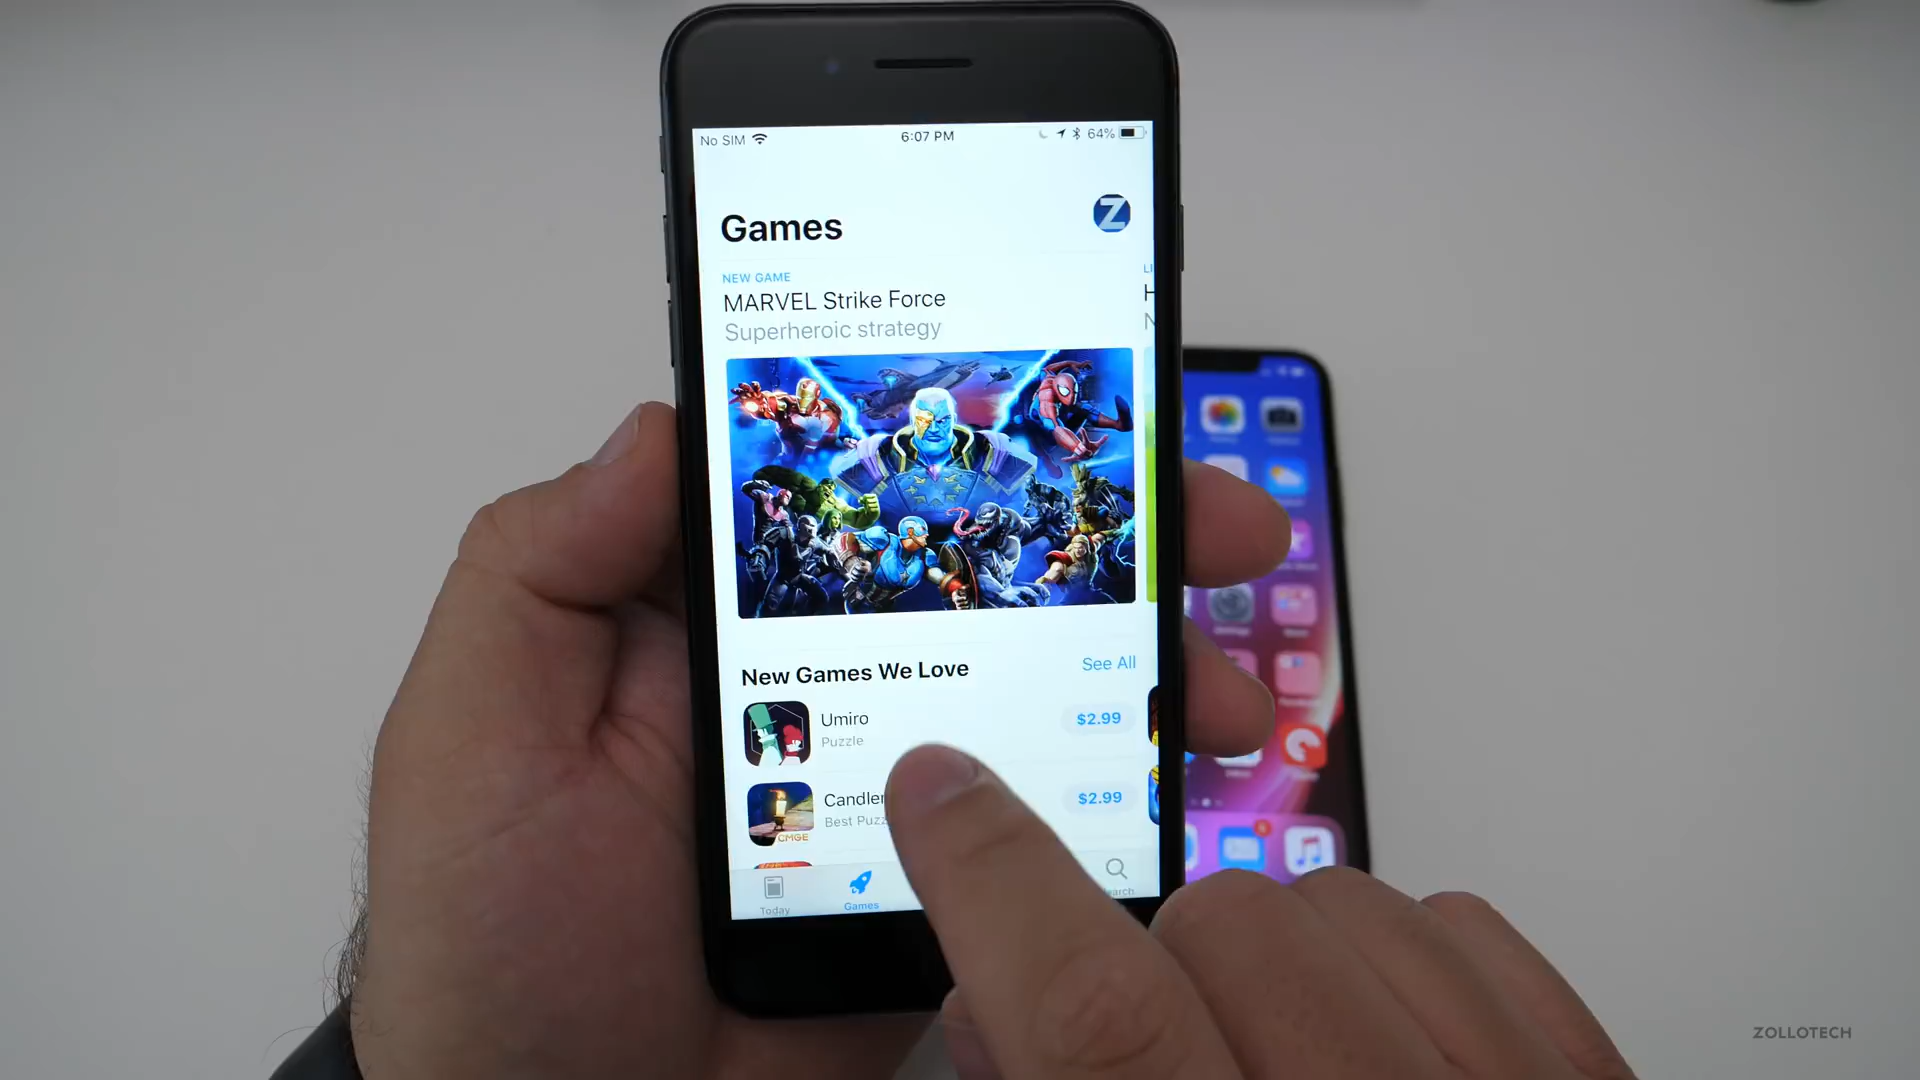 No SIM
6:07 PM
64%
Games
Z
NEW GAME
MARVEL Strike Force
Superheroic strategy
New Games We Love
See All
Umiro
$2.99
Puzzle
$2.99
CMGE
Best
Today
Games
ZOLLOTECH